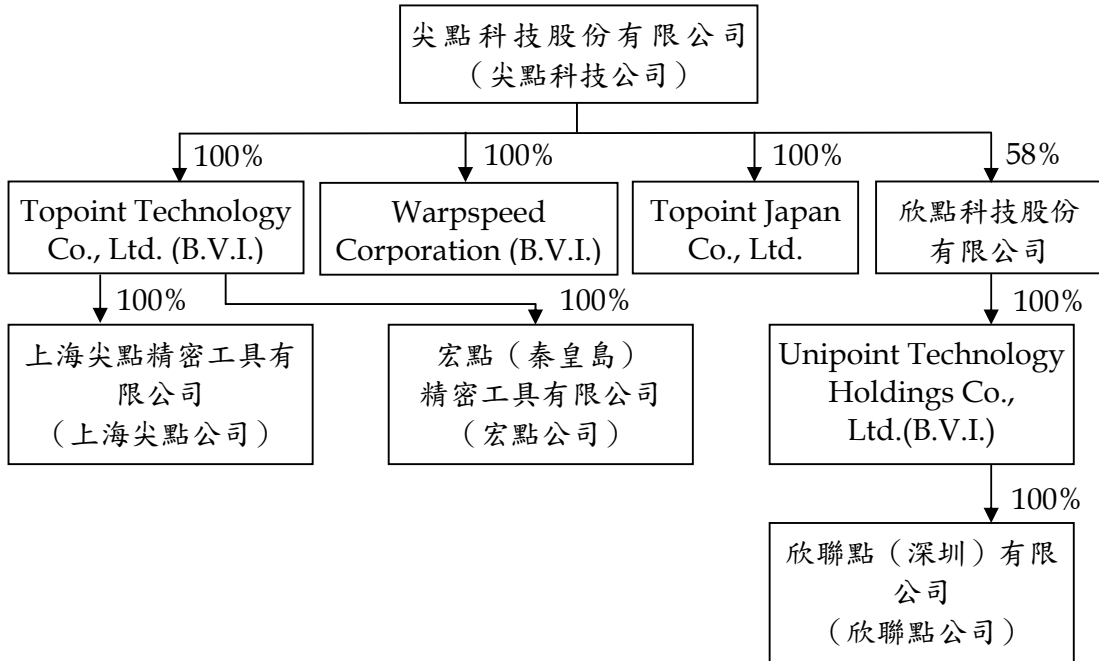 尖點科技股份有限公司
（尖點科技公司）
100%
100%
100%
58%
Topoint Technology
Co., Ltd. (B.V.I.)
Warpspeed
Corporation (B.V.I.)
Topoint Japan
Co., Ltd.
欣點科技股份
有限公司
100%
100%
100%
上海尖點精密工具有
限公司
（上海尖點公司）
宏點（秦皇島）
精密工具有限公司
（宏點公司）
Unipoint Technology
Holdings Co.,
Ltd.(B.V.I.)
100%
欣聯點（深圳）有限
公司
（欣聯點公司）